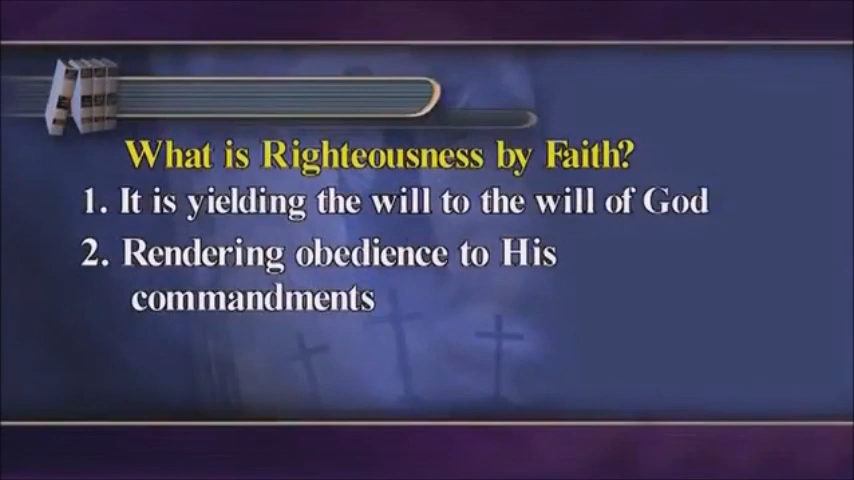 What is Righteousness by Faith?
1. It is yielding the will to the will of God
2. Rendering obedience to His
commandments